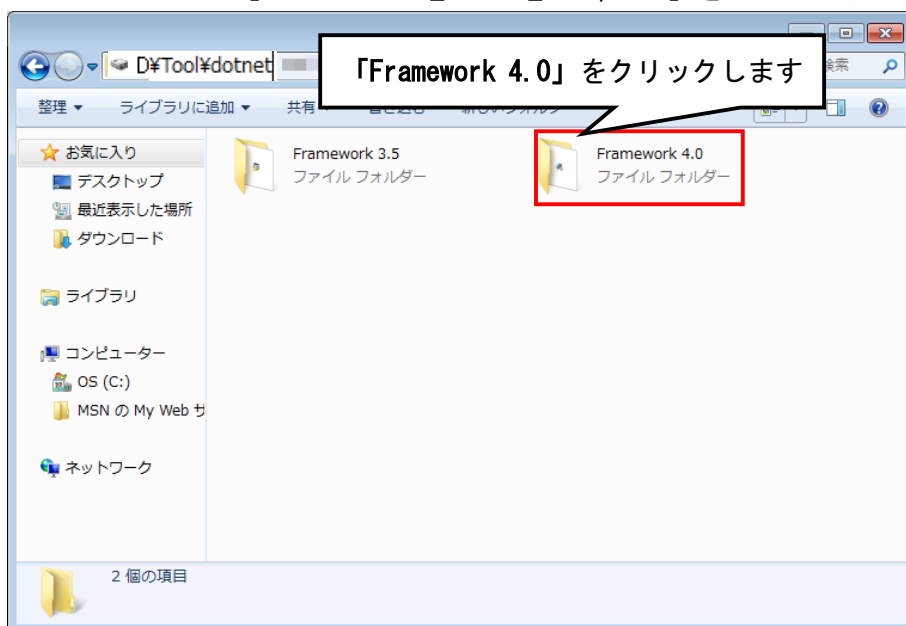 D¥Tool¥dotnet
「Framework 4.0」をクリックします
検索
整理
ライブラリに追加
共有
お気に入り
デスクトップ
最近表示した場所
ダウンロード
ライブラリ
コンピューター
OS (C:)
MSN の My Web サ
ネットワーク
Framework 3.5
ファイル フォルダー
Framework 4.0
ファイル フォルダー
2 個の項目